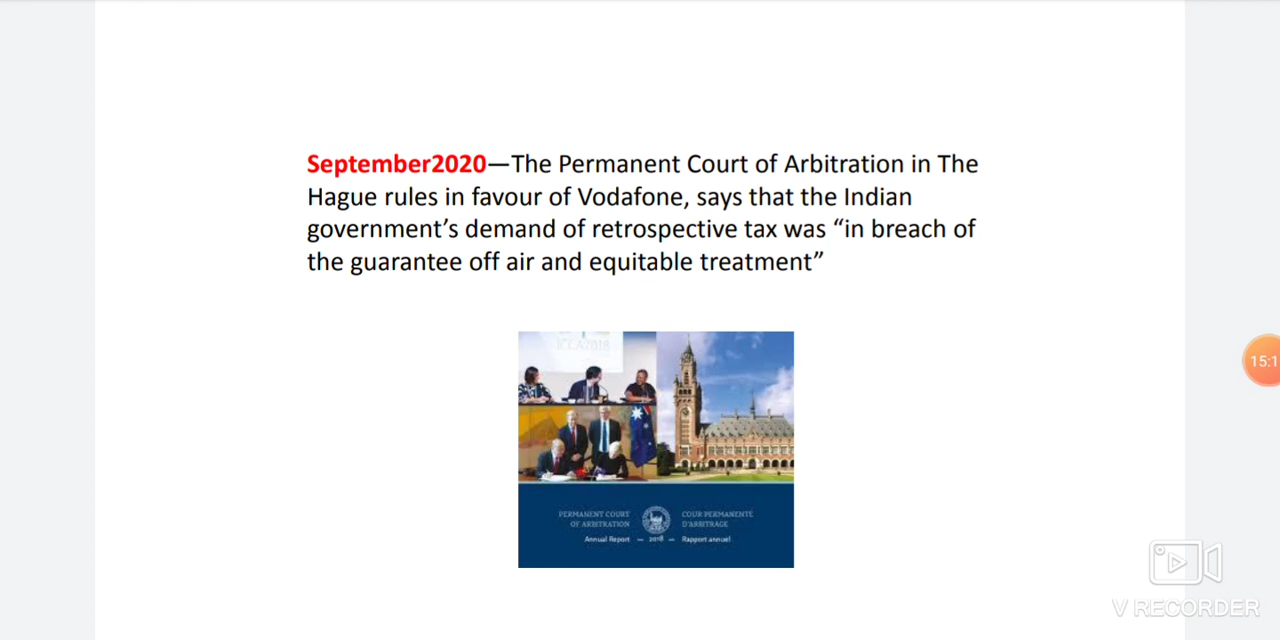 September2020—The Permanent Court of Arbitration in The
Hague rules in favour of Vodafone, says that the Indian
government’s demand of retrospective tax was “in breach of
the guarantee off air and equitable treatment”
ICCA2018
PERMANENT COURT
OF ARBITRATION
COUR PERMANENTE
D'ARBITRAGE
Annual Report — 2018 — Rapport annuel
15:1
V RECORDER